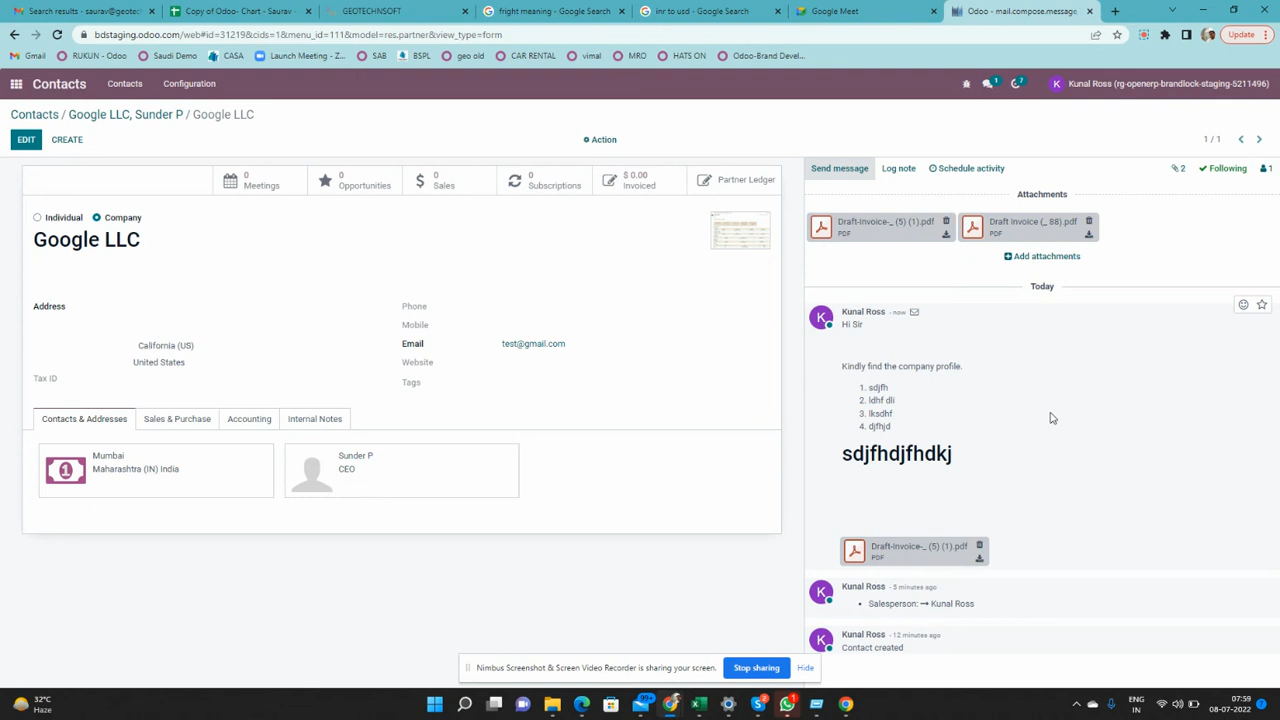 Search results - saurav@geotec
Copy of Odoo- Chart - Saurav -
GEOTECHNSOFT
fright meaning - Google Search
inr to usd - Google Search
Google Meet
Odoo - mail.compose.message
bdstaging.odoo.com/web#id=31219&cids=1&menu_id=111&model=res.partner&view_type=form
Update
Gmail
RUKUN - Odoo
Saudi Demo
CASA
Launch Meeting - Z...
SAB
BSPL
geo old
CAR RENTAL
vimal
MRO
HATS ON
Odoo-Brand Devel...
Contacts
Contacts
Configuration
1
7
K
Kunal Ross (rg-openerp-brandlock-staging-5211496)
Contacts / Google LLC, Sunder P / Google LLC
EDIT
CREATE
Action
1 / 1
0
Meetings
0
Opportunities
0
Sales
0
Subscriptions
$ 0.00
Invoiced
Partner Ledger
Individual
Company
Google LLC
Address
California (US)
United States
Tax ID
Phone
Mobile
Email
test@gmail.com
Website
Tags
Contacts & Addresses
Sales & Purchase
Accounting
Internal Notes
Mumbai
Maharashtra (IN) India
Sunder P
CEO
Send message
Log note
Schedule activity
2
Following
1
Attachments
Draft-Invoice-_ (5) (1).pdf
PDF
Draft Invoice (_ 88).pdf
PDF
Add attachments
Today
K
Kunal Ross - now
Hi Sir
Kindly find the company profile.
1. sdjfh
2. ldhf dli
3. lksdhf
4. djfhjd
sdjfhdjfhdkj
Draft-Invoice-_ (5) (1).pdf
PDF
K
Kunal Ross - 5 minutes ago
• Salesperson: → Kunal Ross
K
Kunal Ross - 12 minutes ago
Contact created
Nimbus Screenshot & Screen Video Recorder is sharing your screen.
Stop sharing
Hide
32°C
Haze
99+
2
1
ENG
IN
07:59
08-07-2022